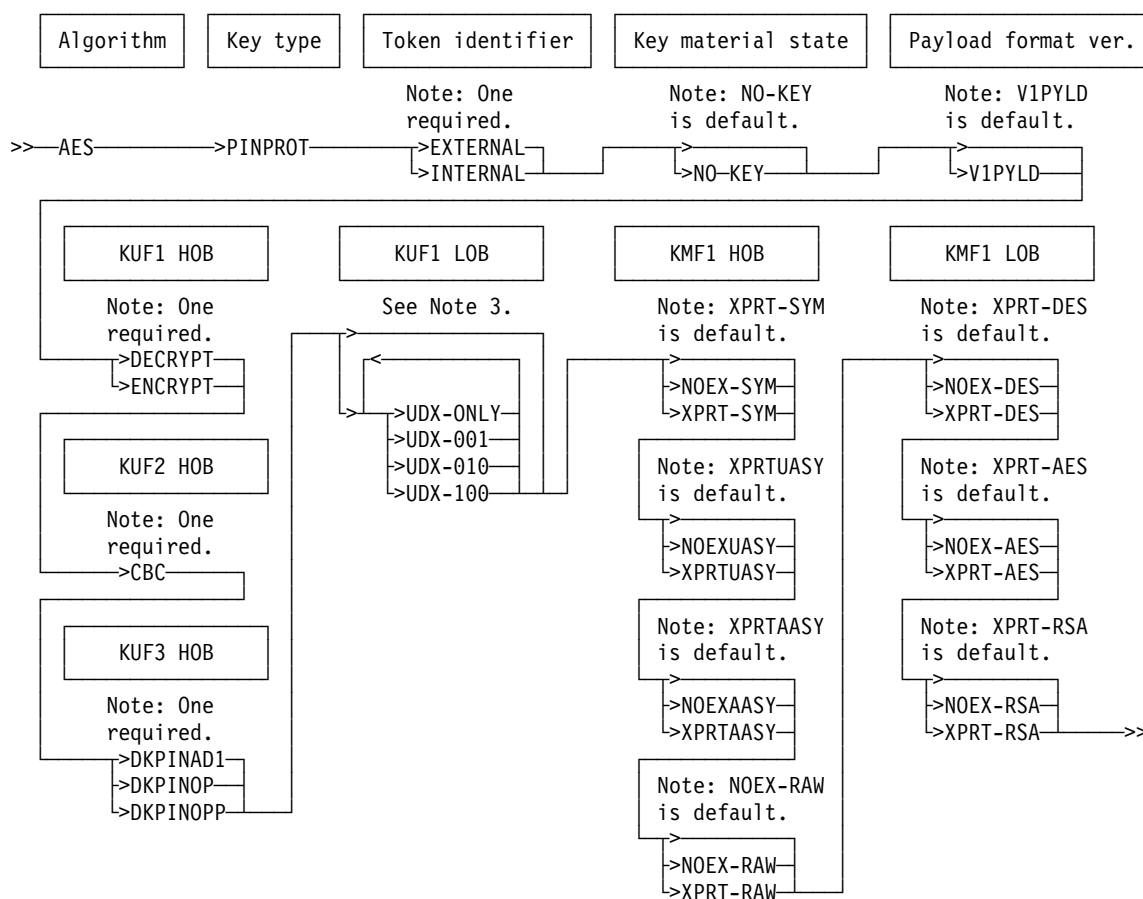 Algorithm Key type Token identifier Key material state Payload format ver.
Note: One Note: NO-KEY Note: V1PYLD
required. is default. is default.
>>—AES—>PINPROT—>EXTERNAL >
>INTERNAL >NO-KEY >V1PYLD
KUF1 HOB KUF1 LOB KMF1 HOB KMF1 LOB
Note: One See Note 3. Note: XPRT-SYM Note: XPRT-DES
required. is default. is default.
>DECRYPT
>ENCRYPT
KUF2 HOB
Note: One
required.
>CBC
KUF3 HOB
Note: One
required.
>DKPINAD1
>DKPINOP
>DKPINOPP
>
<
>
>UDX-ONLY
>UDX-001
>UDX-010
>UDX-100
>
>NOEX-SYM
>XPRT-SYM
Note: XPRTUASY
is default.
>
>NOEXUASY
>XPRTUASY
Note: XPRTAASY
is default.
>
>NOEXAASY
>XPRTAASY
Note: NOEX-RAW
is default.
>
>NOEX-RAW
>XPRT-RAW
>
>NOEX-DES
>XPRT-DES
Note: XPRT-AES
is default.
>
>NOEX-AES
>XPRT-AES
Note: XPRT-RSA
is default.
>
>NOEX-RSA
>XPRT-RSA—>>